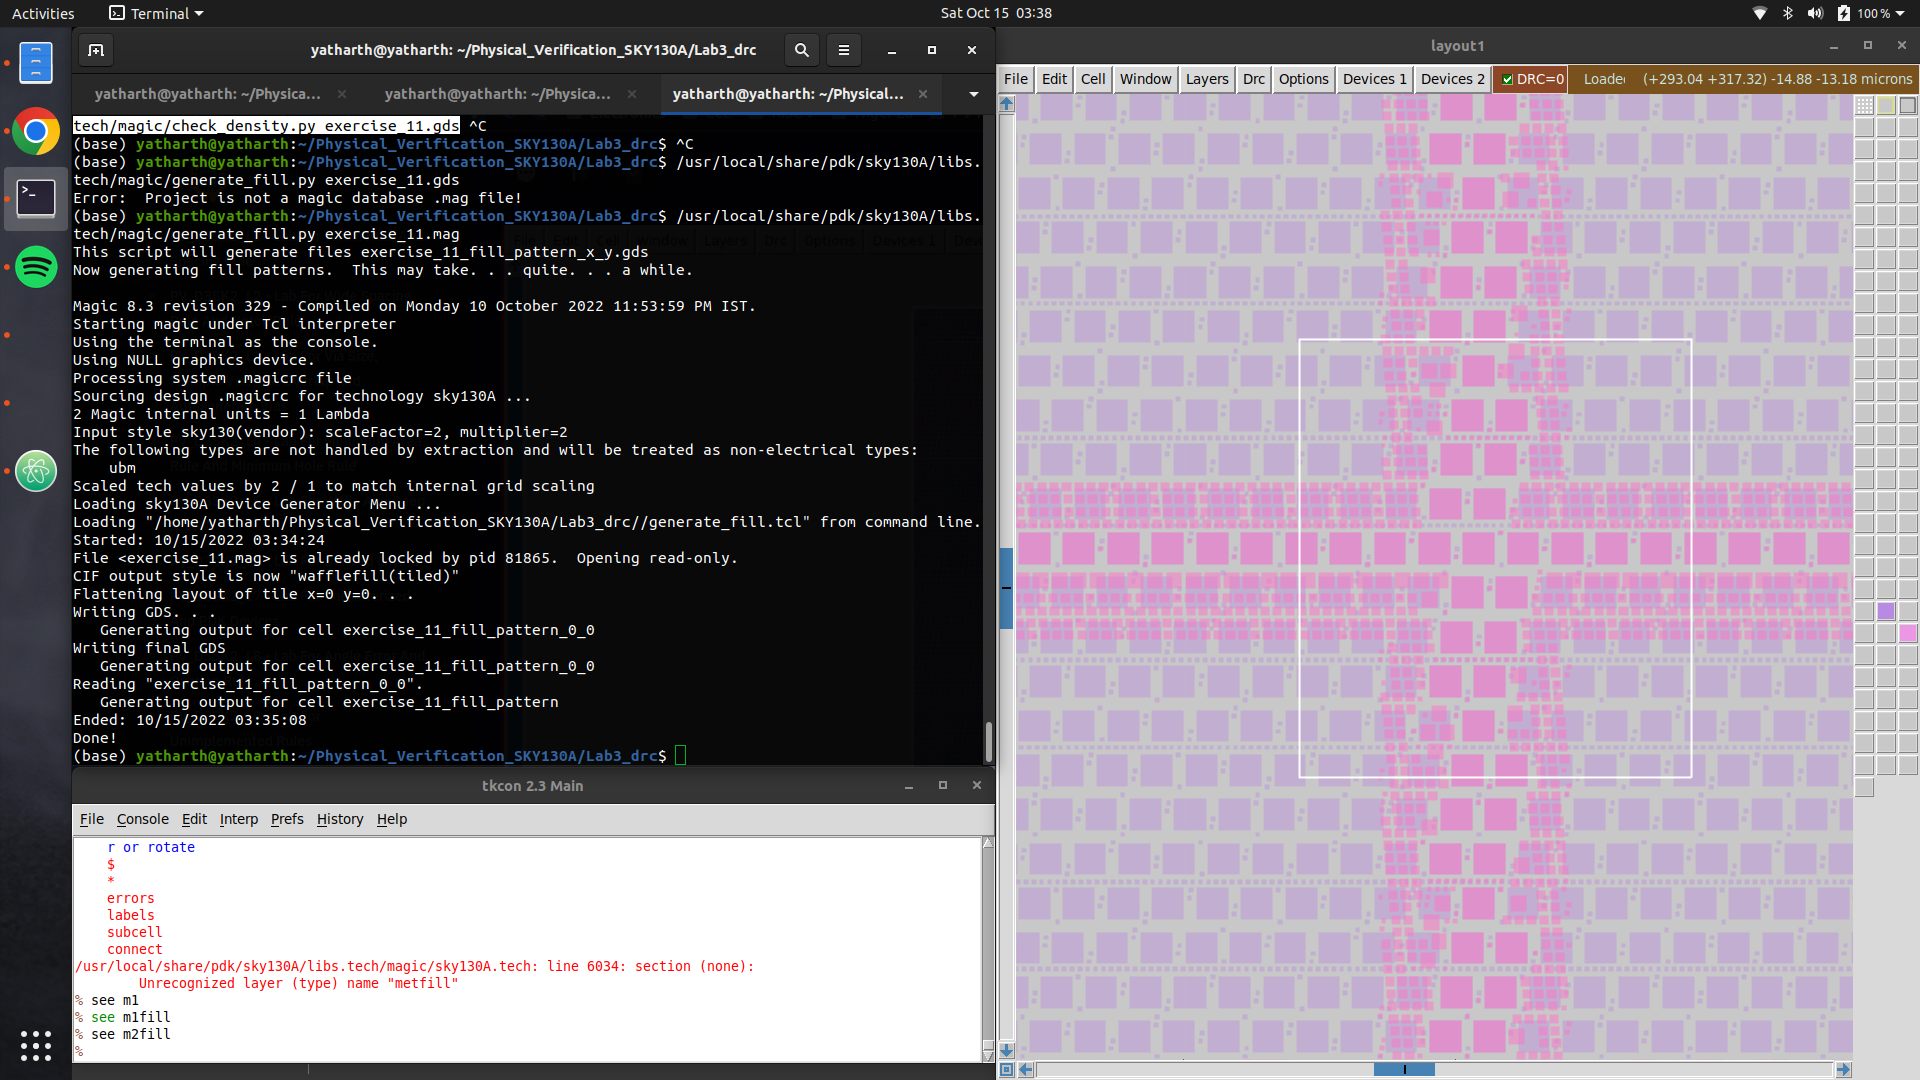 Activities
Terminal
Sat Oct 15 03:38
100 %
yatharth@yatharth: ~/Physical_Verification_SKY130A/Lab3_drc
yatharth@yatharth: ~/Physica...
yatharth@yatharth: ~/Physica...
yatharth@yatharth: ~/Physical...
tech/magic/check_density.py exercise_11.gds ^C
(base) yatharth@yatharth:~/Physical_Verification_SKY130A/Lab3_drc$ ^C
(base) yatharth@yatharth:~/Physical_Verification_SKY130A/Lab3_drc$ /usr/local/share/pdk/sky130A/libs.
tech/magic/generate_fill.py exercise_11.gds
Error:  Project is not a magic database .mag file!
(base) yatharth@yatharth:~/Physical_Verification_SKY130A/Lab3_drc$ /usr/local/share/pdk/sky130A/libs.
tech/magic/generate_fill.py exercise_11.mag
This script will generate files exercise_11_fill_pattern_x_y.gds
Now generating fill patterns.  This may take. . . quite. . . a while.
Magic 8.3 revision 329 - Compiled on Monday 10 October 2022 11:53:59 PM IST.
Starting magic under Tcl interpreter
Using the terminal as the console.
Using NULL graphics device.
Processing system .magicrc file
Sourcing design .magicrc for technology sky130A ...
2 Magic internal units = 1 Lambda
Input style sky130(vendor): scaleFactor=2, multiplier=2
The following types are not handled by extraction and will be treated as non-electrical types:
ubm
Scaled tech values by 2 / 1 to match internal grid scaling
Loading sky130A Device Generator Menu ...
Loading "/home/yatharth/Physical_Verification_SKY130A/Lab3_drc//generate_fill.tcl" from command line.
Started: 10/15/2022 03:34:24
File <exercise_11.mag> is already locked by pid 81865.  Opening read-only.
CIF output style is now "wafflefill(tiled)"
Flattening layout of tile x=0 y=0. . .
Writing GDS. . .
Generating output for cell exercise_11_fill_pattern_0_0
Writing final GDS
Generating output for cell exercise_11_fill_pattern_0_0
Reading "exercise_11_fill_pattern_0_0".
Generating output for cell exercise_11_fill_pattern
Ended: 10/15/2022 03:35:08
Done!
(base) yatharth@yatharth:~/Physical_Verification_SKY130A/Lab3_drc$
tkcon 2.3 Main
File Console Edit Interp Prefs History Help
r or rotate
$
*
errors
labels
subcell
connect
/usr/local/share/pdk/sky130A/libs.tech/magic/sky130A.tech: line 6034: section (none):
Unrecognized layer (type) name "metfill"
% see m1
% see m1fill
% see m2fill
%
layout1
File Edit Cell Window Layers Drc Options Devices 1 Devices 2 DRC=0 Loade (+293.04 +317.32) -14.88 -13.18 microns